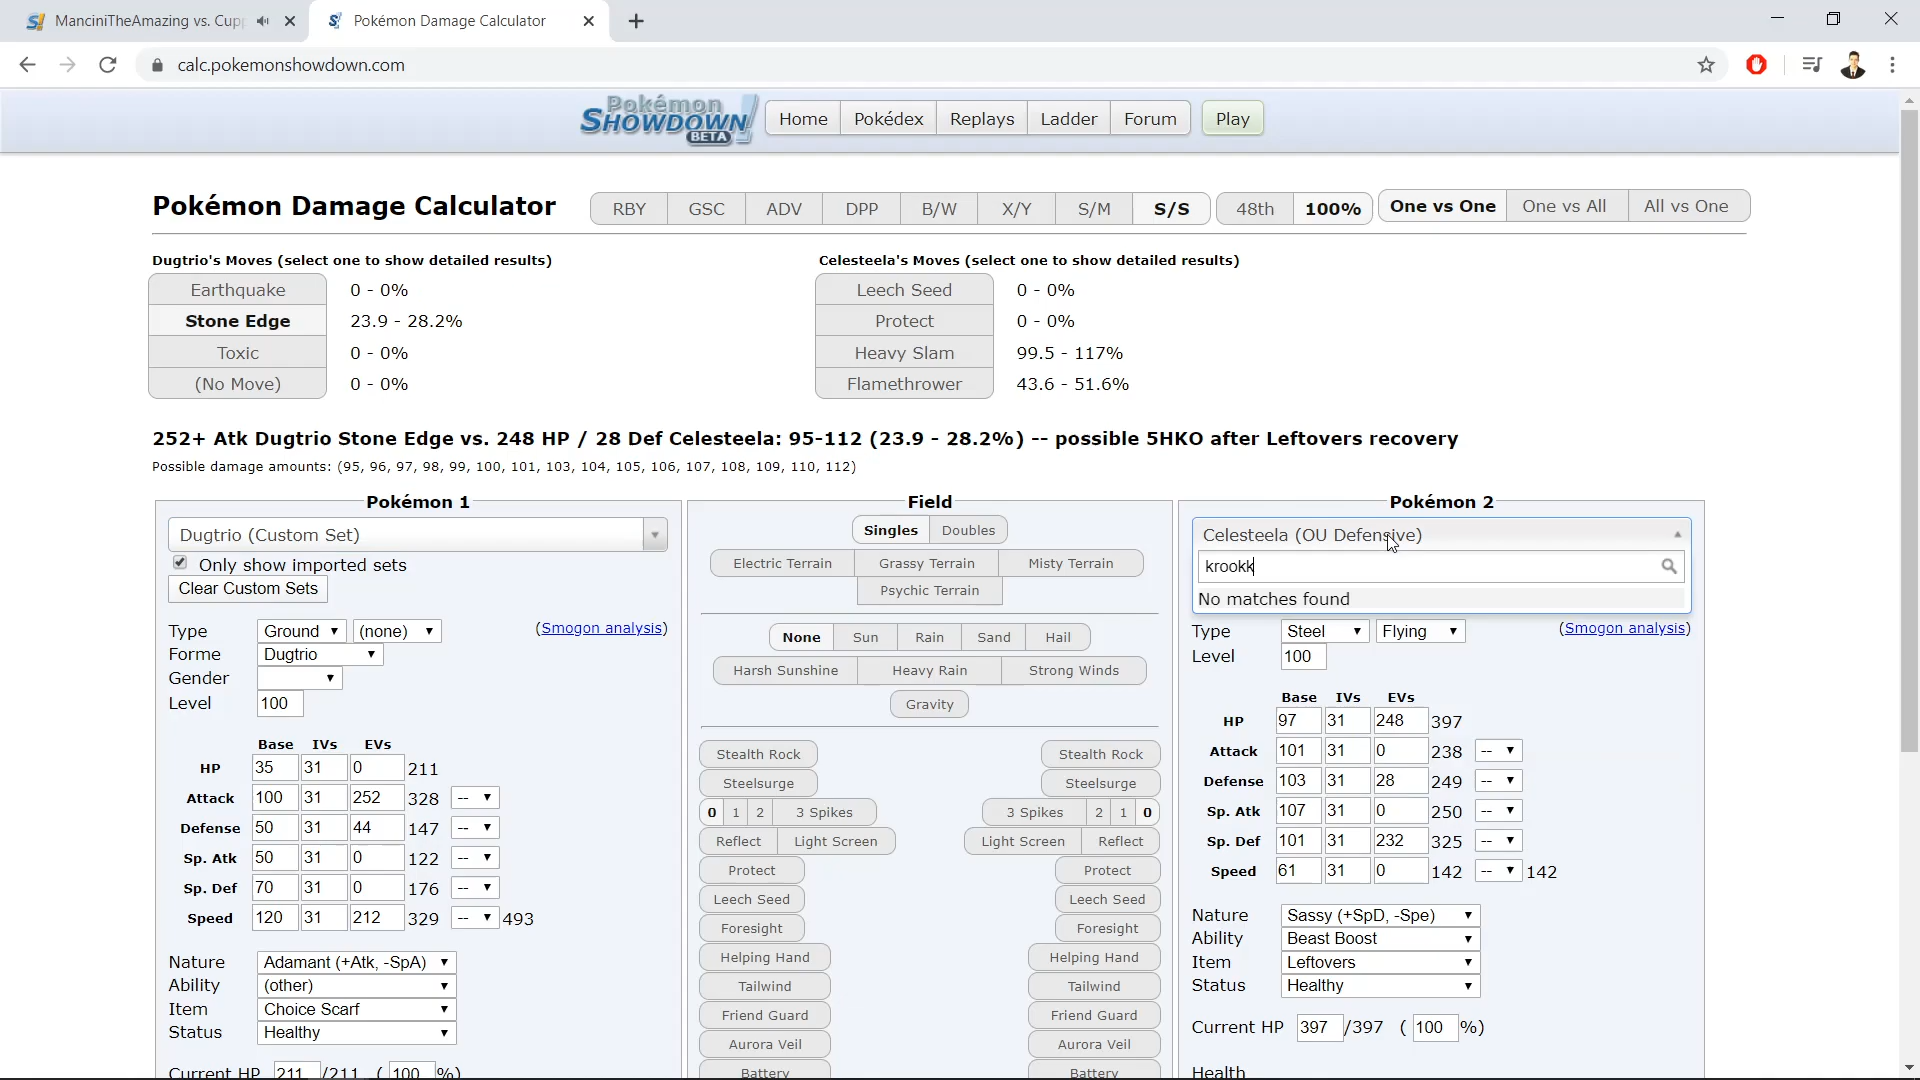 ManciniTheAmazing vs. Cupp
Pokémon Damage Calculator
calc.pokemonshowdown.com
Pokémon SHOWDOWN! BETA Home Pokédex Replays Ladder Forum Play
Pokémon Damage Calculator RBY GSC ADV DPP B/W X/Y S/M S/S 48th 100% One vs One One vs All All vs One
Dugtrio's Moves (select one to show detailed results)
Earthquake 0 - 0%
Stone Edge 23.9 - 28.2%
Toxic 0 - 0%
(No Move) 0 - 0%
Celesteela's Moves (select one to show detailed results)
Leech Seed 0 - 0%
Protect 0 - 0%
Heavy Slam 99.5 - 117%
Flamethrower 43.6 - 51.6%
252+ Atk Dugtrio Stone Edge vs. 248 HP / 28 Def Celesteela: 95-112 (23.9 - 28.2%) -- possible 5HKO after Leftovers recovery
Possible damage amounts: (95, 96, 97, 98, 99, 100, 101, 103, 104, 105, 106, 107, 108, 109, 110, 112)
Pokémon 1
Dugtrio (Custom Set)
Only show imported sets
Clear Custom Sets
Type Ground (none) (Smogon analysis)
Forme Dugtrio
Gender
Level 100
Base IVs EVs
HP 35 31 0 211
Attack 100 31 252 328 --
Defense 50 31 44 147 --
Sp. Atk 50 31 0 122 --
Sp. Def 70 31 0 176 --
Speed 120 31 212 329 -- 493
Nature Adamant (+Atk, -SpA)
Ability (other)
Item Choice Scarf
Status Healthy
Current HP 211 /211 ( 100 %)
Field
Singles Doubles
Electric Terrain Grassy Terrain Misty Terrain
Psychic Terrain
None Sun Rain Sand Hail
Harsh Sunshine Heavy Rain Strong Winds
Gravity
Stealth Rock Stealth Rock
Steelsurge Steelsurge
0 1 2 3 Spikes 3 Spikes 2 1 0
Reflect Light Screen Light Screen Reflect
Protect Protect
Leech Seed Leech Seed
Foresight Foresight
Helping Hand Helping Hand
Tailwind Tailwind
Friend Guard Friend Guard
Aurora Veil Aurora Veil
Battery Battery
Pokémon 2
Celesteela (OU Defensive)
krookk
No matches found
Type Steel Flying (Smogon analysis)
Level 100
Base IVs EVs
HP 97 31 248 397
Attack 101 31 0 238 --
Defense 103 31 28 249 --
Sp. Atk 107 31 0 250 --
Sp. Def 101 31 232 325 --
Speed 61 31 0 142 -- 142
Nature Sassy (+SpD, -Spe)
Ability Beast Boost
Item Leftovers
Status Healthy
Current HP 397 /397 ( 100 %)
Health